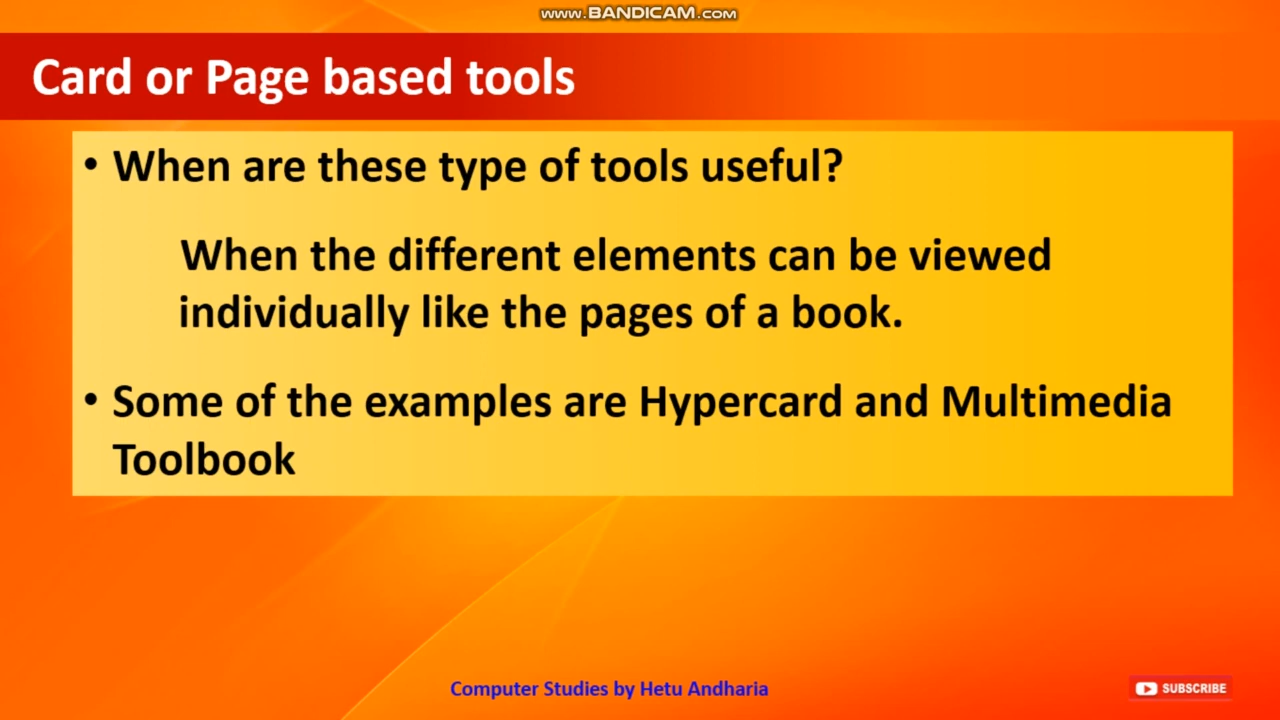 www.BANDICAM.com
Card or Page based tools
• When are these type of tools useful?
When the different elements can be viewed
individually like the pages of a book.
• Some of the examples are Hypercard and Multimedia
Toolbook
Computer Studies by Hetu Andharia
SUBSCRIBE